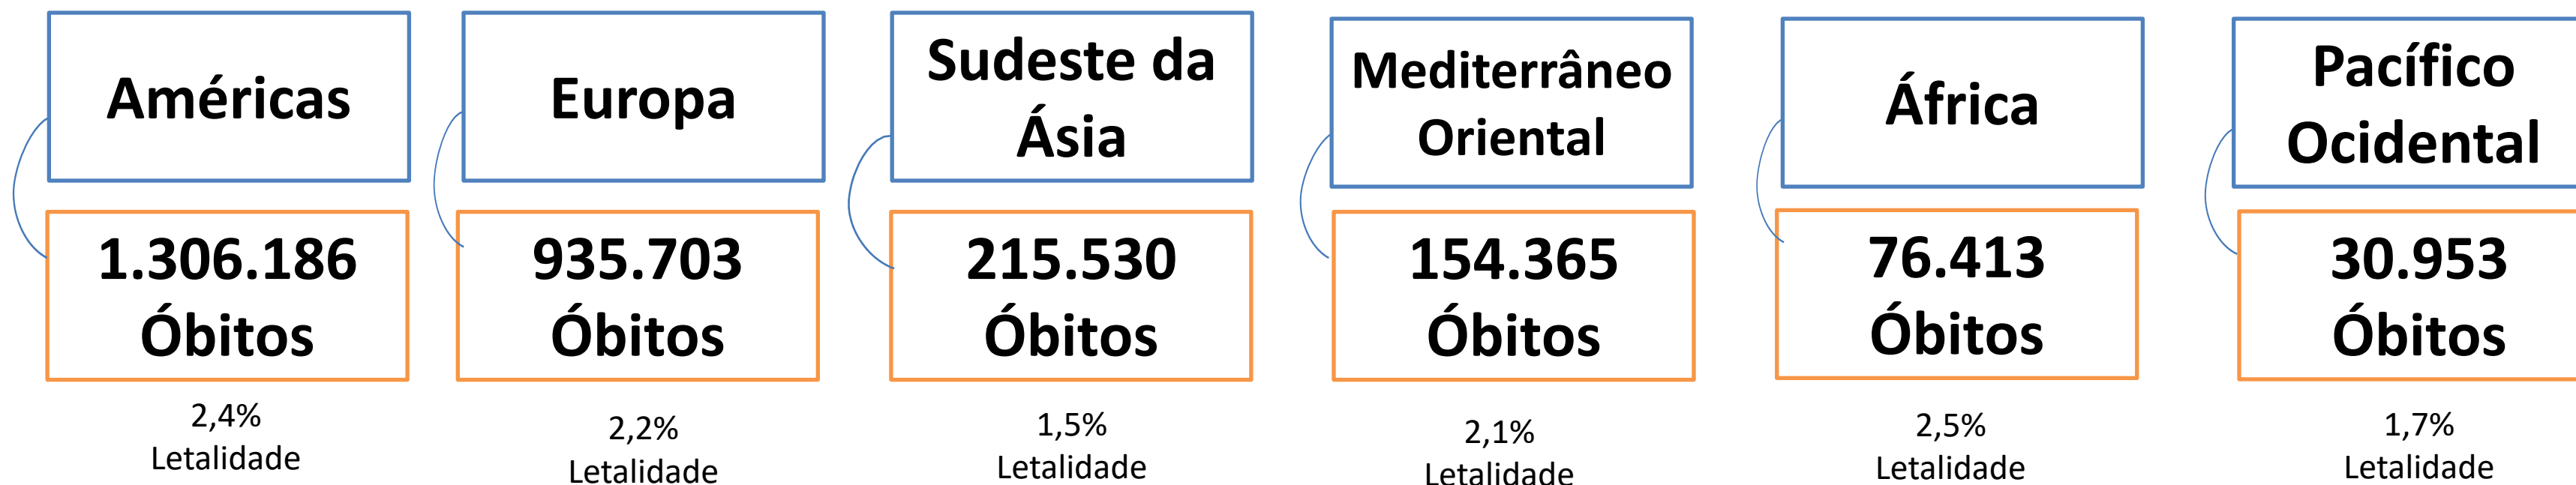 Américas
1.306.186
Óbitos
2,4%
Letalidade
Europa
935.703
Óbitos
2,2%
Letalidade
Sudeste da
Ásia
215.530
Óbitos
1,5%
Letalidade
Mediterrâneo
Oriental
154.365
Óbitos
2,1%
Letalidade
África
76.413
Óbitos
2,5%
Letalidade
Pacífico
Ocidental
30.953
Óbitos
1,7%
Letalidade